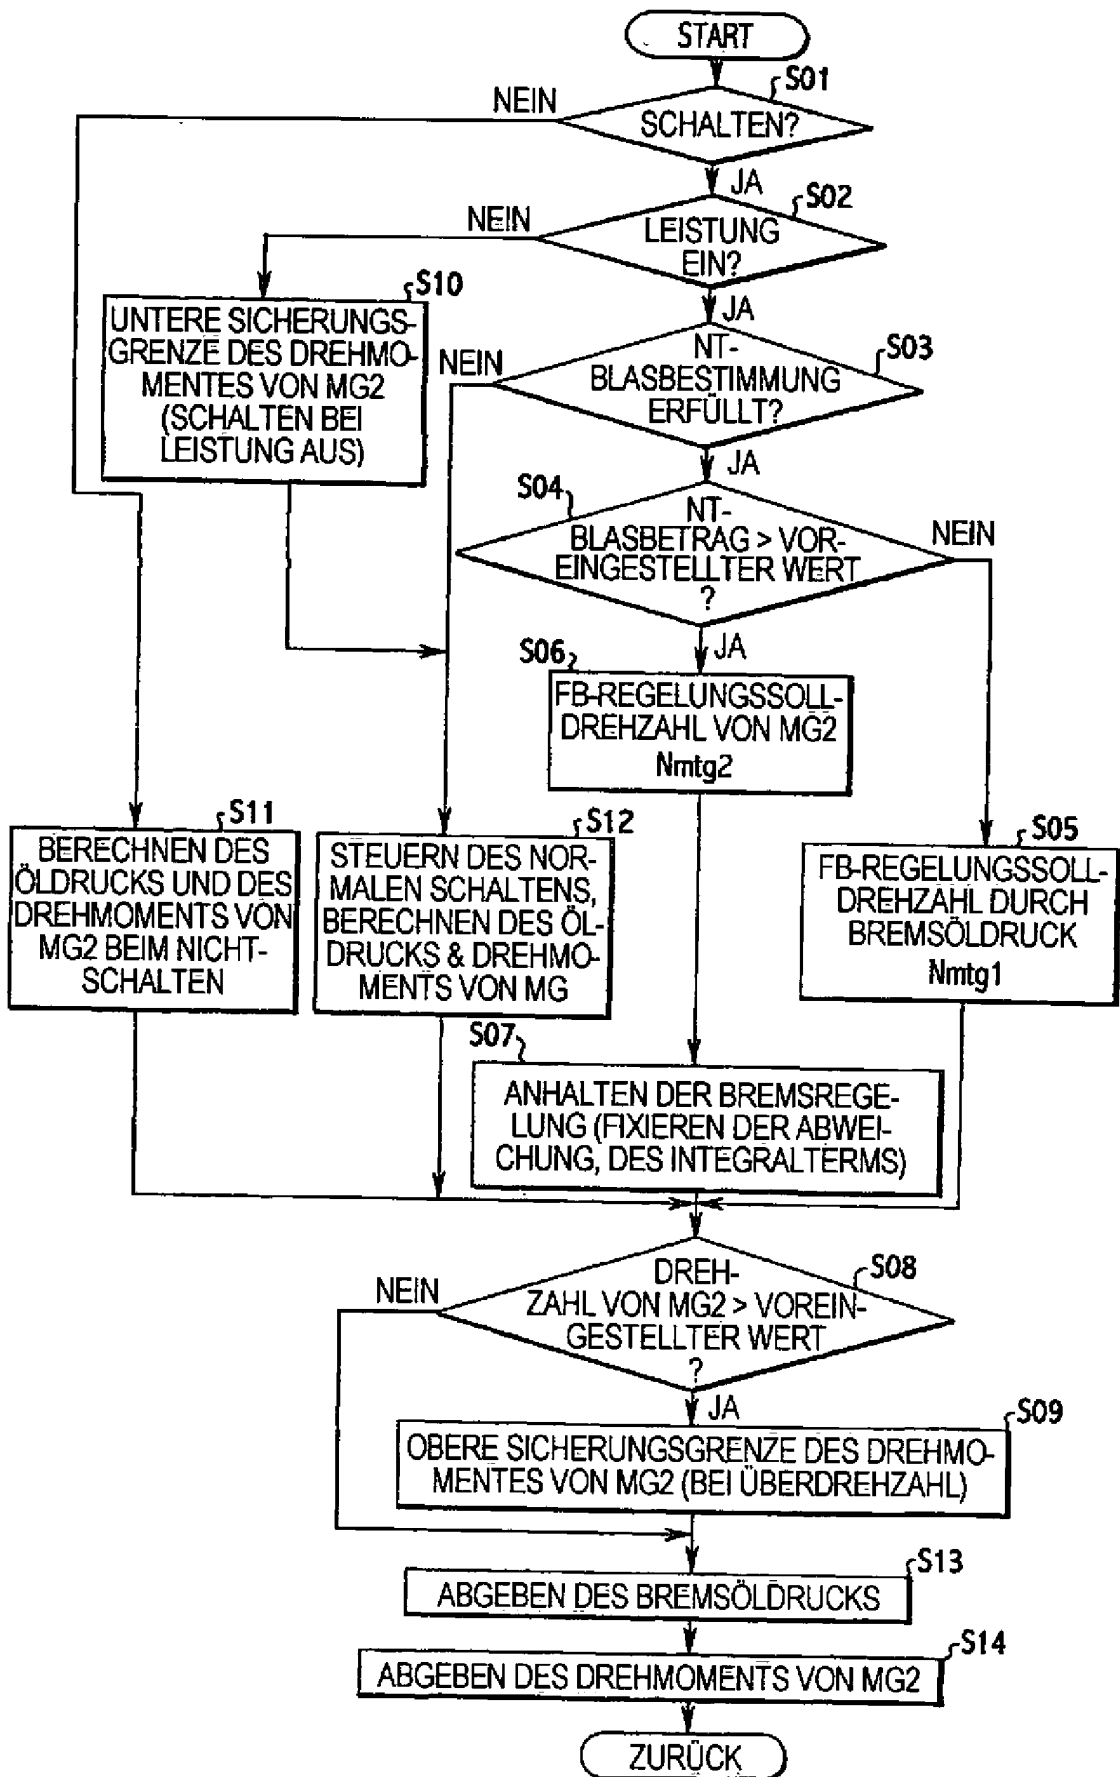 START
S01
NEIN
SCHALTEN?
JA
S02
NEIN
LEISTUNG
EIN?
S10
JA
UNTERE SICHERUNGS-
GRENZE DES DREHMO-
MENTES VON MG2
(SCHALTEN BEI
LEISTUNG AUS)
NEIN
NT-
BLASBESTIMMUNG
ERFÜLLT?
S03
JA
S04
NT-
BLASBETRAG > VOR-
EINGESTELLTER WERT
?
NEIN
JA
S06
FB-REGELUNGSSOLL-
DREHZAHL VON MG2
Nmtg2
S11
BERECHNEN DES
ÖLDRUCKS UND DES
DREHMOMENTS VON
MG2 BEIM NICHT-
SCHALTEN
S12
STEUERN DES NOR-
MALEN SCHALTENS,
BERECHNEN DES ÖL-
DRUCKS & DREHMO-
MENTS VON MG
S05
FB-REGELUNGSSOLL-
DREHZAHL DURCH
BREMSÖLDRUCK
Nmtg1
S07
ANHALTEN DER BREMSREGE-
LUNG (FIXIEREN DER ABWEI-
CHUNG, DES INTEGRALTERMS)
NEIN
DREH-
ZAHL VON MG2 > VOREIN-
GESTELLTER WERT
?
S08
JA
S09
OBERE SICHERUNGSGRENZE DES DREHMO-
MENTES VON MG2 (BEI ÜBERDREHZAHL)
S13
ABGEBEN DES BREMSÖLDRUCKS
S14
ABGEBEN DES DREHMOMENTS VON MG2
ZURÜCK